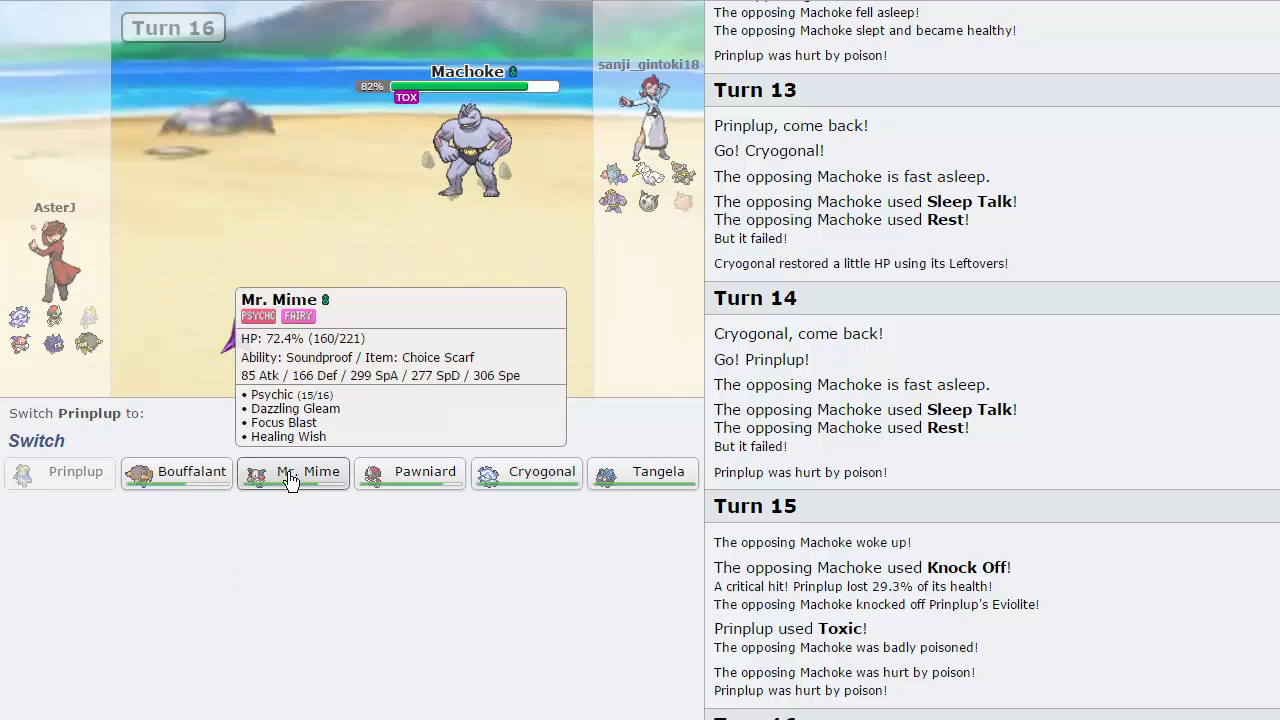 Turn 16
Machoke
82%
TOX
sanji_gintoki18
AsterJ
Mr. Mime
PSYCHC FAIRY
HP: 72.4% (160/221)
Ability: Soundproof / Item: Choice Scarf
85 Atk / 166 Def / 299 SpA / 277 SpD / 306 Spe
• Psychic (15/16)
• Dazzling Gleam
• Focus Blast
• Healing Wish
Switch Prinplup to:
Switch
Prinplup
Bouffalant
Mr. Mime
Pawniard
Cryogonal
Tangela
The opposing Machoke fell asleep!
The opposing Machoke slept and became healthy!
Prinplup was hurt by poison!
Turn 13
Prinplup, come back!
Go! Cryogonal!
The opposing Machoke is fast asleep.
The opposing Machoke used Sleep Talk!
The opposing Machoke used Rest!
But it failed!
Cryogonal restored a little HP using its Leftovers!
Turn 14
Cryogonal, come back!
Go! Prinplup!
The opposing Machoke is fast asleep.
The opposing Machoke used Sleep Talk!
The opposing Machoke used Rest!
But it failed!
Prinplup was hurt by poison!
Turn 15
The opposing Machoke woke up!
The opposing Machoke used Knock Off!
A critical hit! Prinplup lost 29.3% of its health!
The opposing Machoke knocked off Prinplup's Eviolite!
Prinplup used Toxic!
The opposing Machoke was badly poisoned!
The opposing Machoke was hurt by poison!
Prinplup was hurt by poison!